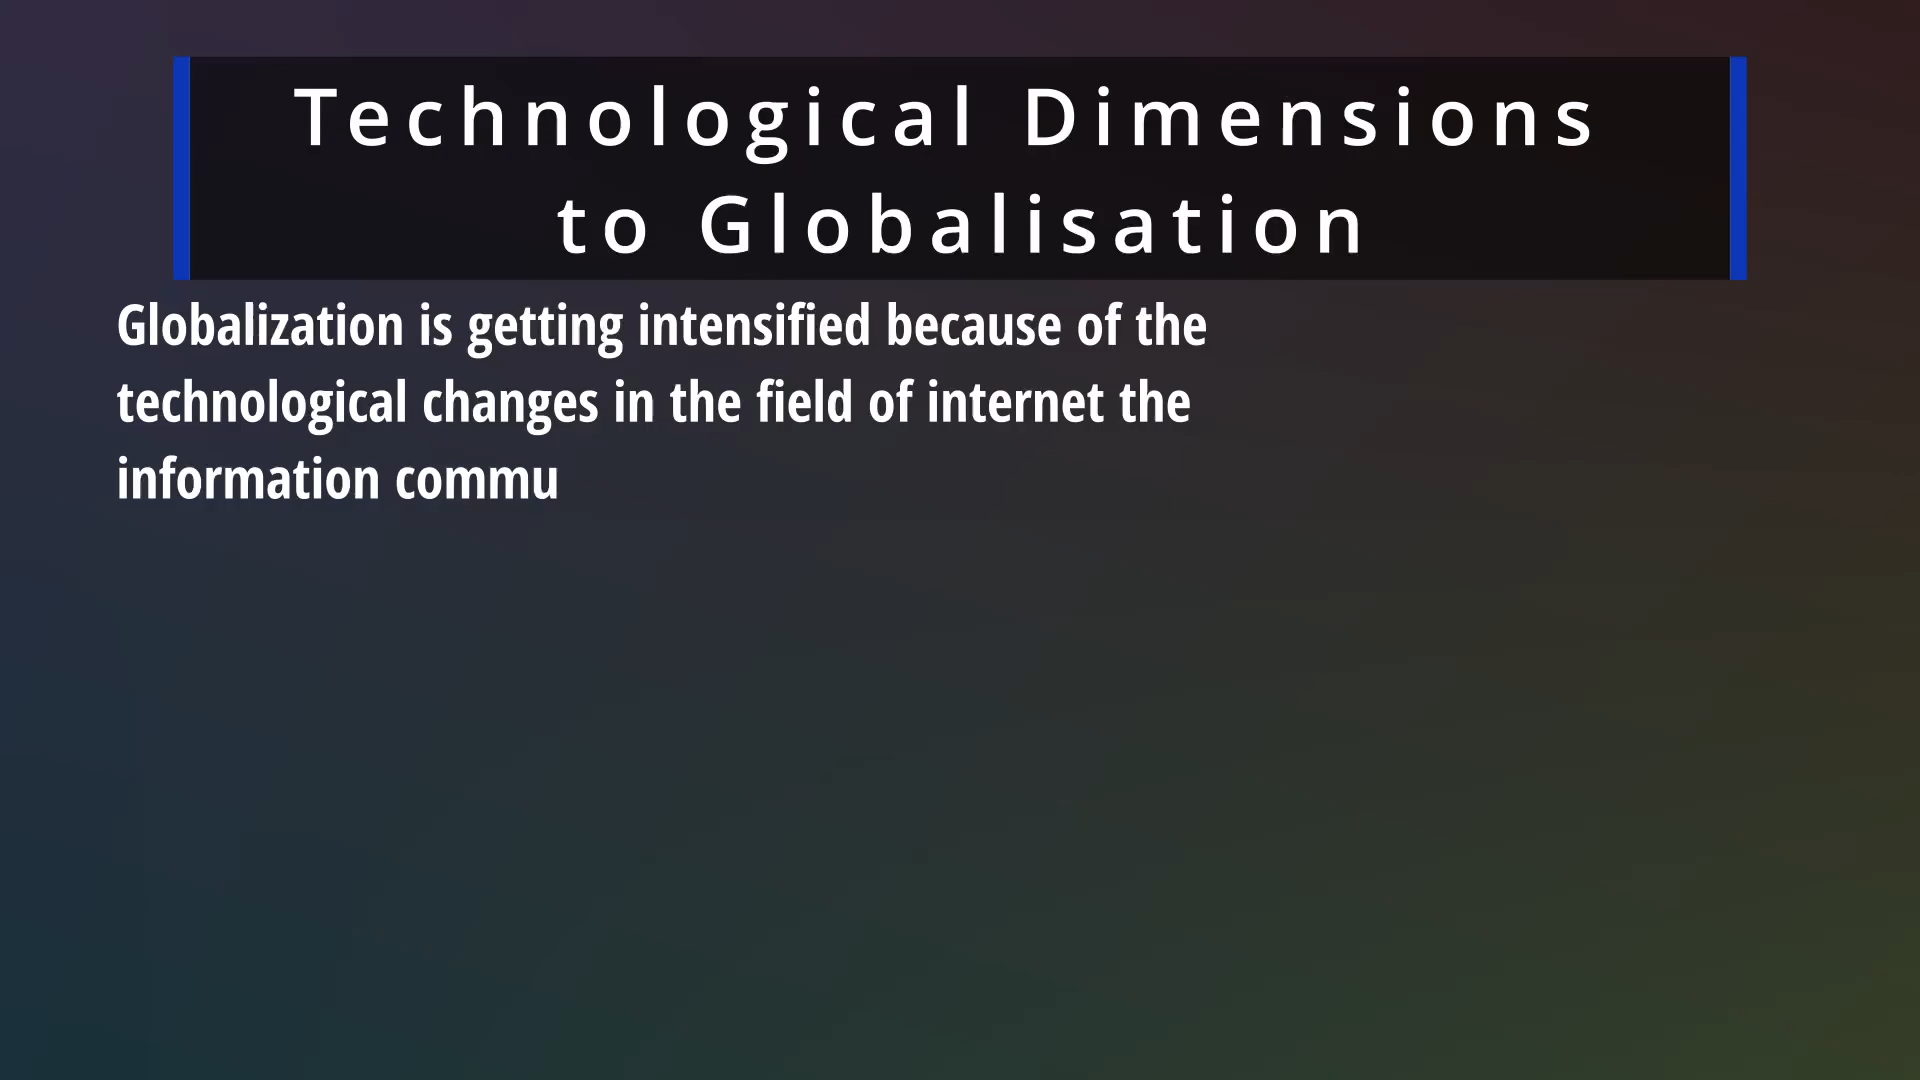 Technological Dimensions
to Globalisation
Globalization is getting intensified because of the
technological changes in the field of internet the
information commu